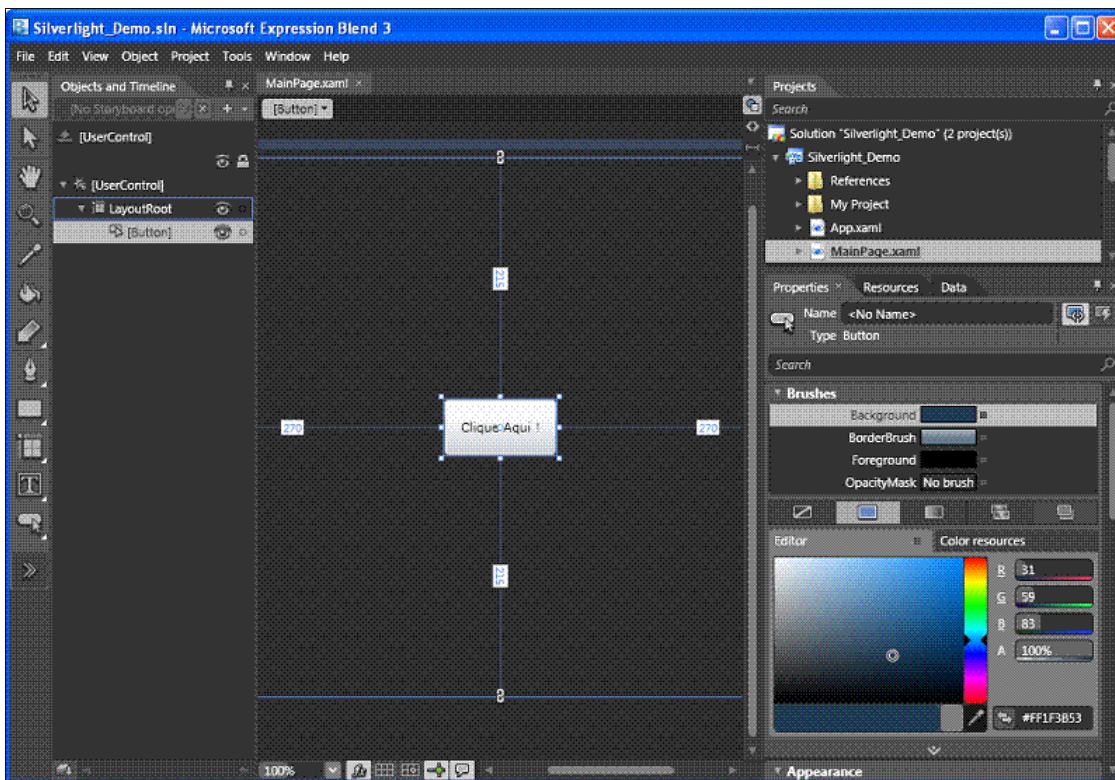 Silverlight_Demo.sln - Microsoft Expression Blend 3
File Edit View Object Project Tools Window Help
Objects and Timeline
(No Storyboard op
[UserControl]
[UserControl]
LayoutRoot
[Button]
MainPage.xaml
[Button]
215
270
Clique Aqui !
270
215
100%
Projects
Search
Solution "Silverlight_Demo" (2 project(s))
Silverlight_Demo
References
My Project
App.xaml
MainPage.xaml
Properties Resources Data
Name <No Name>
Type Button
Search
Brushes
Background
BorderBrush
Foreground
OpacityMask No brush
Editor Color resources
R 31
G 59
B 83
A 100%
#FF1F3B53
Appearance